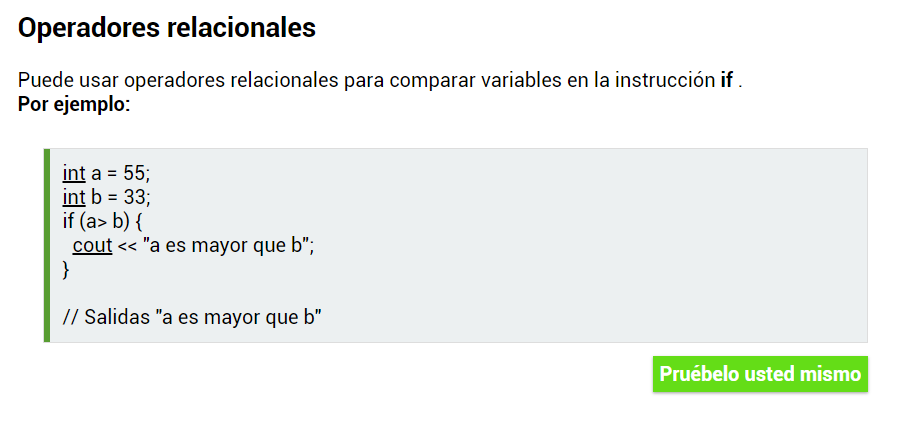 Operadores relacionales
Puede usar operadores relacionales para comparar variables en la instrucción if .
Por ejemplo:
int a = 55;
int b = 33;
if (a> b) {
cout << "a es mayor que b";
}
// Salidas "a es mayor que b"
Pruébelo usted mismo